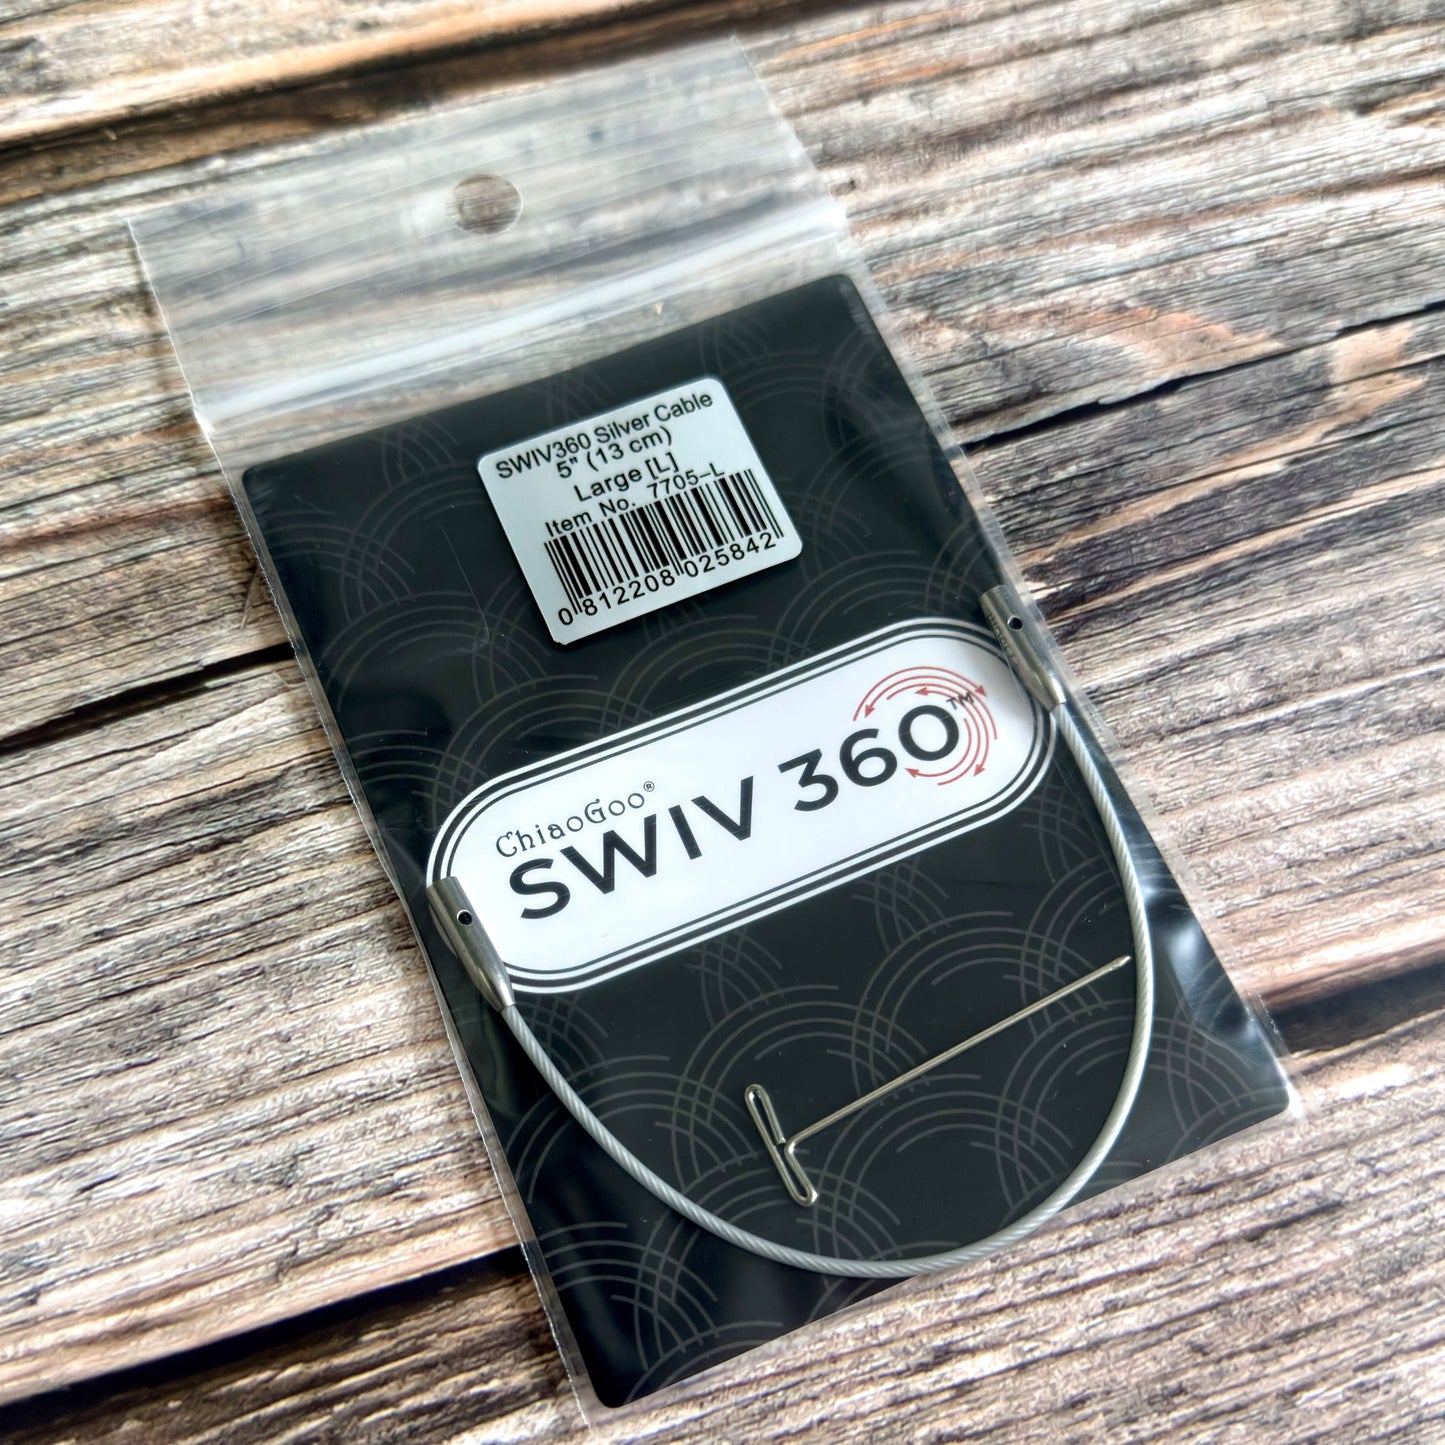 SWIV360 Silver Cable
5" (13 cm)
Large [L]
Item No. 7705-L
0 812208 025842
ChiaoGoo®
SWIV 360™